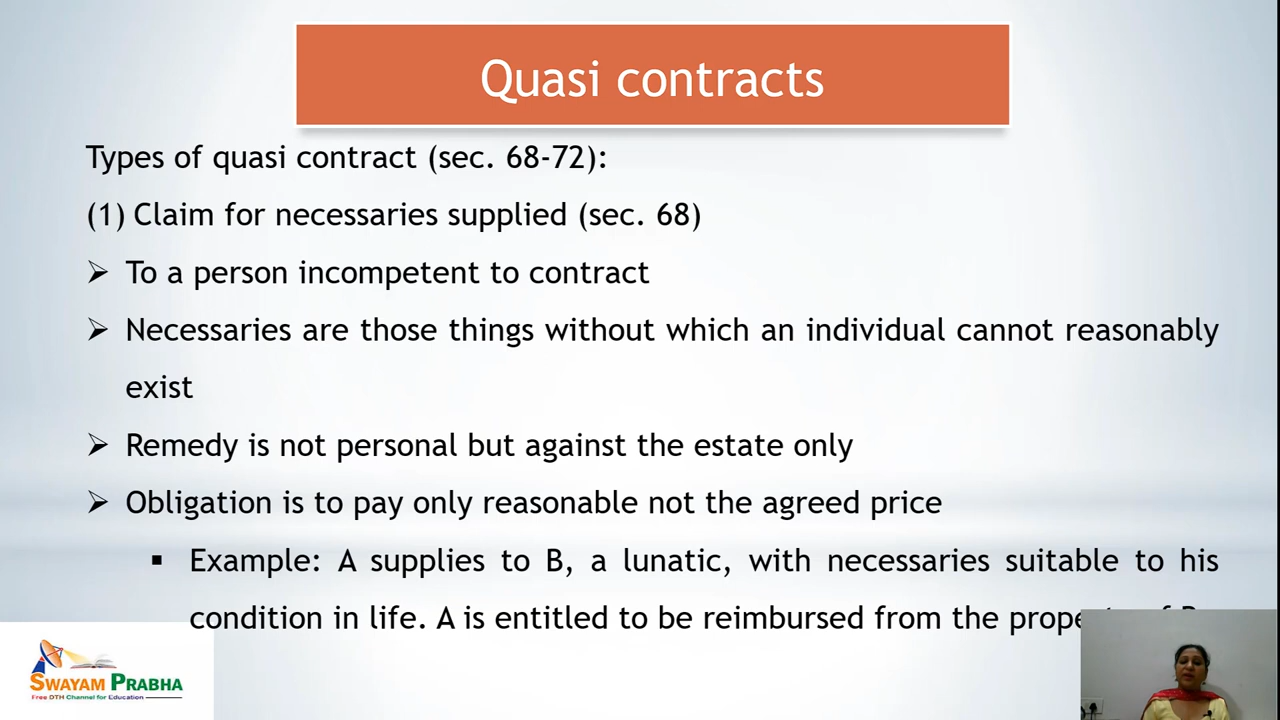 Quasi contracts
Types of quasi contract (sec. 68-72):
(1) Claim for necessaries supplied (sec. 68)
➢ To a person incompetent to contract
➢ Necessaries are those things without which an individual cannot reasonably
exist
➢ Remedy is not personal but against the estate only
➢ Obligation is to pay only reasonable not the agreed price
▪ Example: A supplies to B, a lunatic, with necessaries suitable to his
condition in life. A is entitled to be reimbursed from the
SWAYAM PRABHA
Free DTH Channel for Education